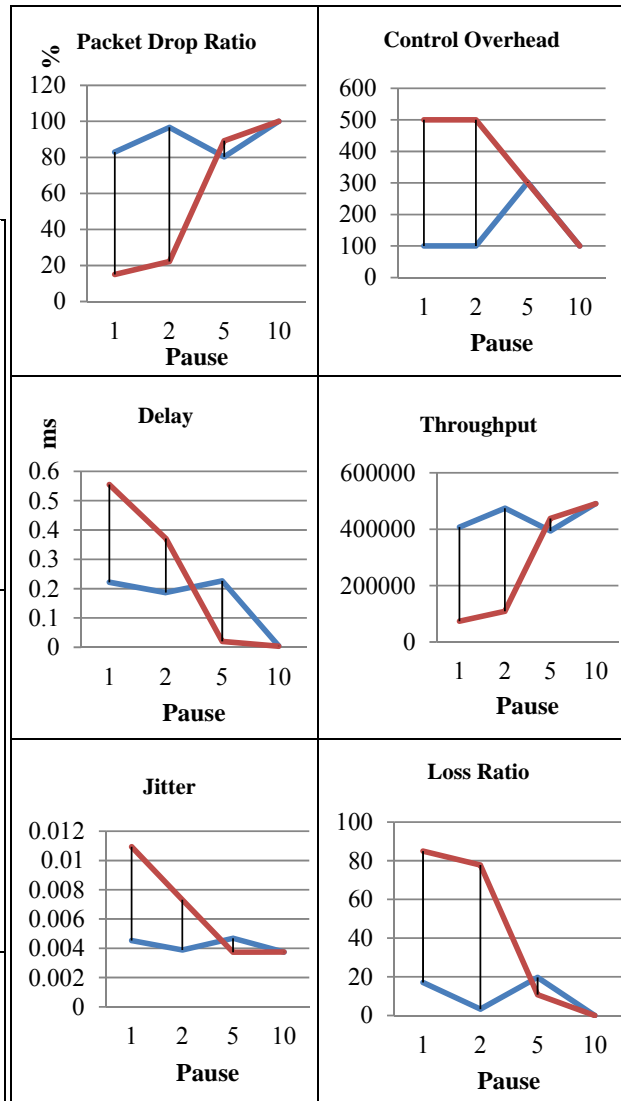 Packet Drop Ratio
%
120
100
80
60
40
20
0
1 2 5 10
Pause
Control Overhead
600
500
400
300
200
100
0
1 2 5 10
Pause
Delay
ms
0.6
0.5
0.4
0.3
0.2
0.1
0
1 2 5 10
Pause
Throughput
600000
400000
200000
0
1 2 5 10
Pause
Jitter
0.012
0.01
0.008
0.006
0.004
0.002
0
1 2 5 10
Pause
Loss Ratio
100
80
60
40
20
0
1 2 5 10
Pause